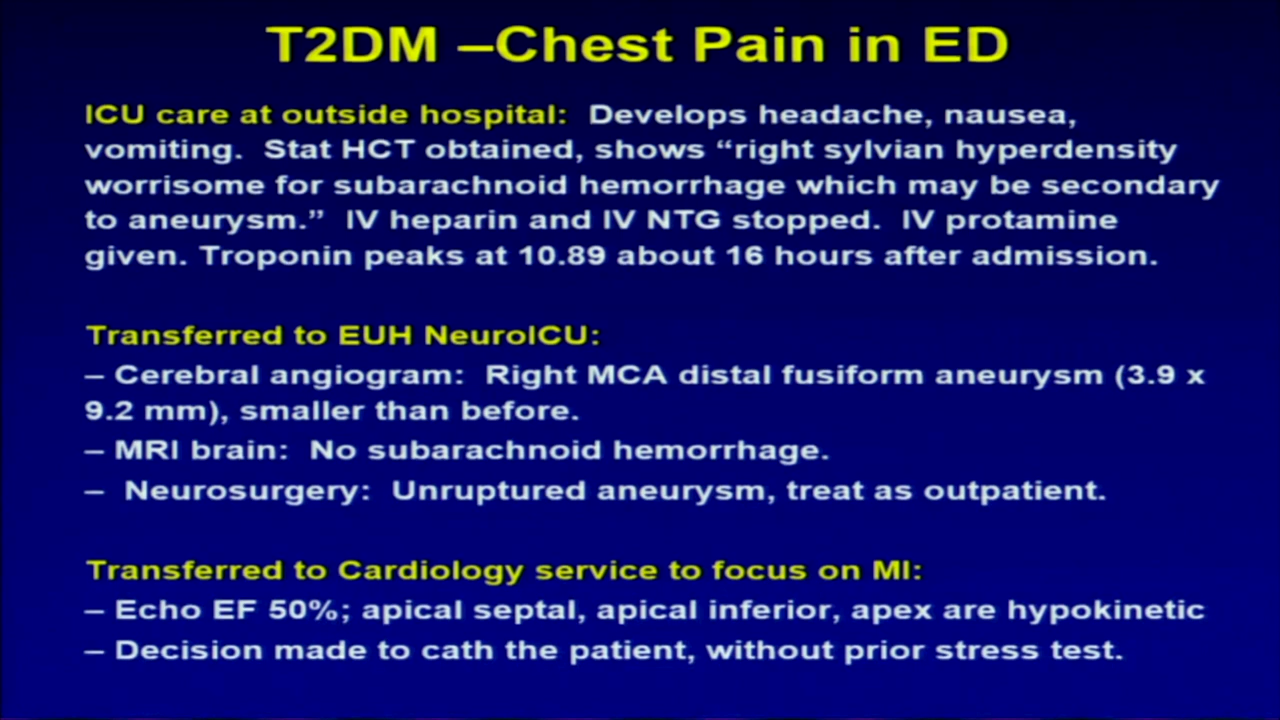 T2DM –Chest Pain in ED
ICU care at outside hospital: Develops headache, nausea,
vomiting. Stat HCT obtained, shows “right sylvian hyperdensity
worrisome for subarachnoid hemorrhage which may be secondary
to aneurysm.” IV heparin and IV NTG stopped. IV protamine
given. Troponin peaks at 10.89 about 16 hours after admission.
Transferred to EUH NeuroICU:
– Cerebral angiogram: Right MCA distal fusiform aneurysm (3.9 x
9.2 mm), smaller than before.
– MRI brain: No subarachnoid hemorrhage.
– Neurosurgery: Unruptured aneurysm, treat as outpatient.
Transferred to Cardiology service to focus on MI:
– Echo EF 50%; apical septal, apical inferior, apex are hypokinetic
– Decision made to cath the patient, without prior stress test.